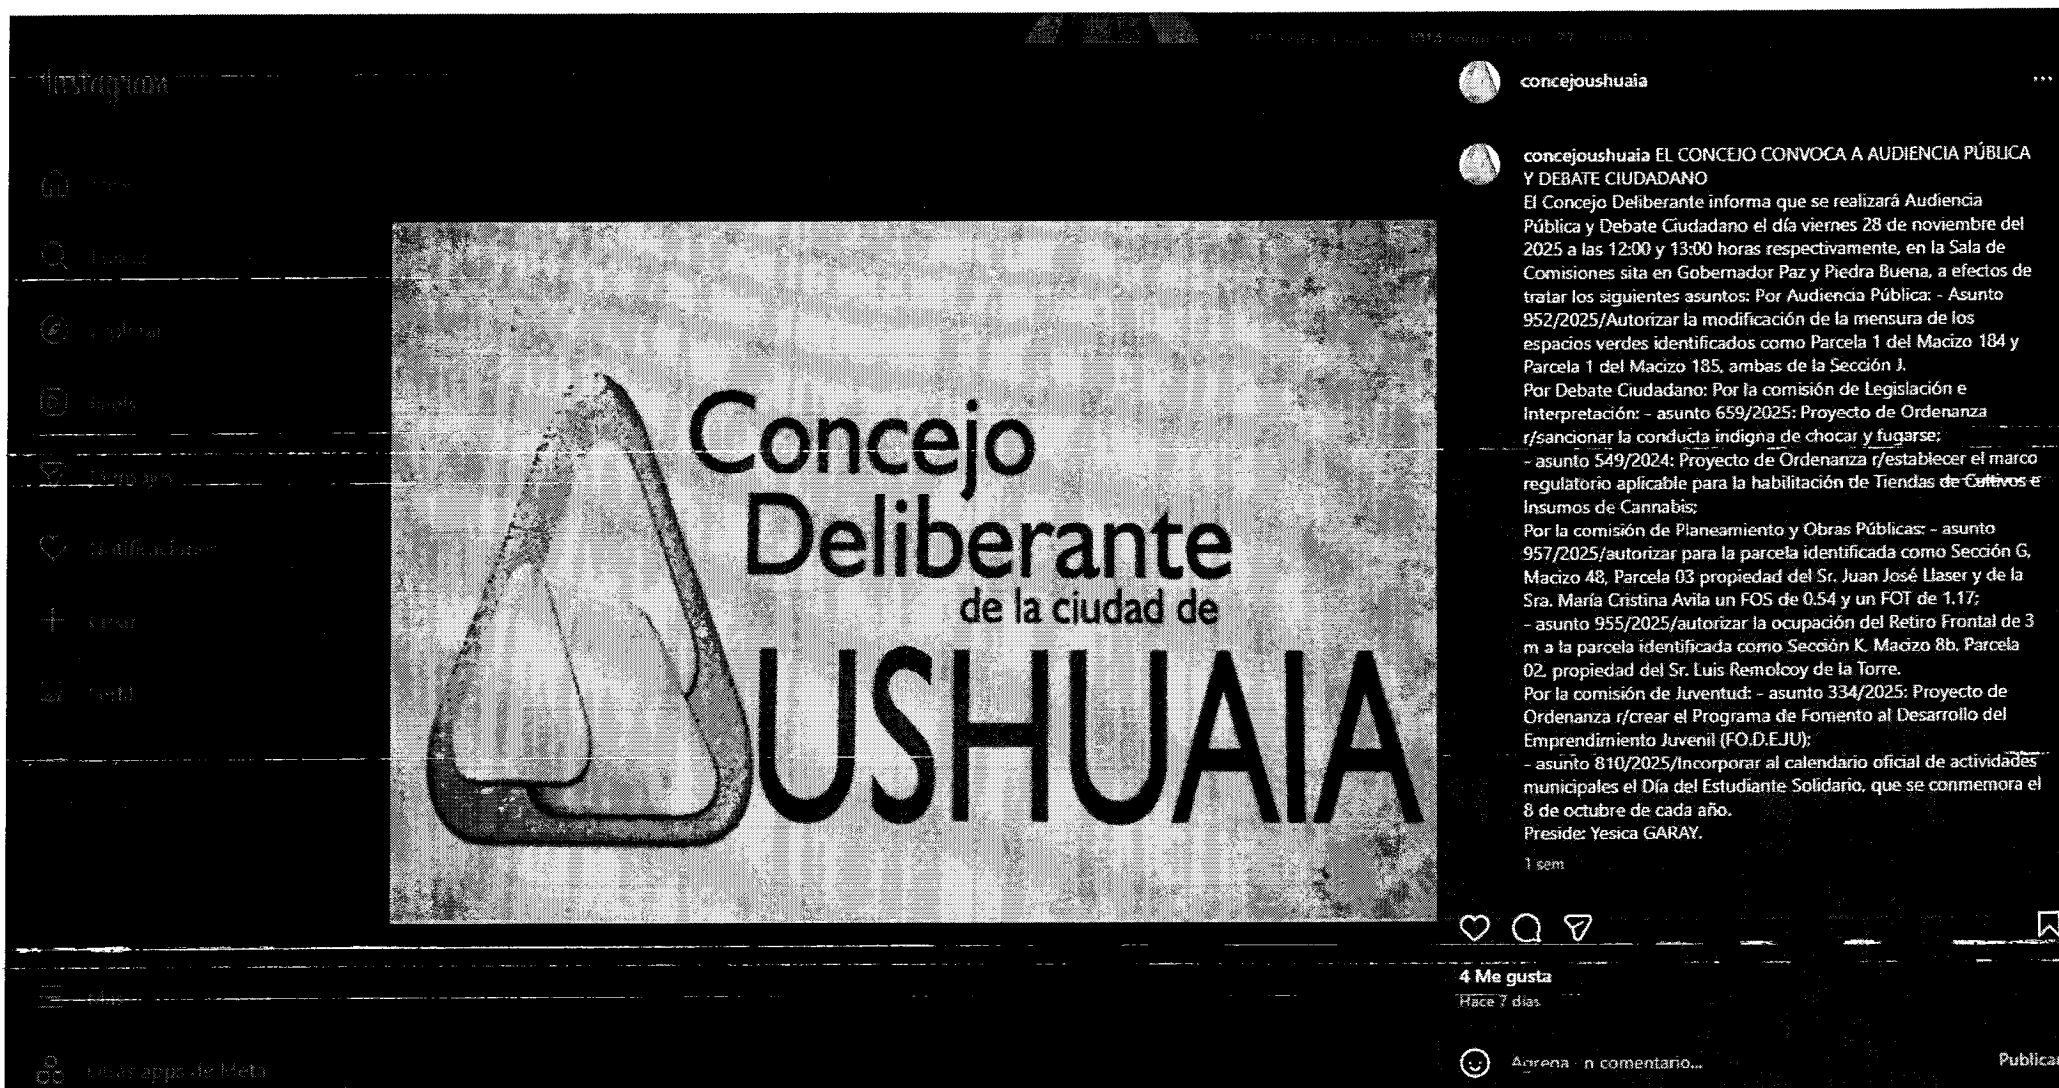 Instagram
Notificaciones
Otras apps de Meta
Concejo
Deliberante
de la ciudad de
USHUAIA
concejoushuaia
concejoushuaia EL CONCEJO CONVOCA A AUDIENCIA PÚBLICA
Y DEBATE CIUDADANO
El Concejo Deliberante informa que se realizará Audiencia
Pública y Debate Ciudadano el día viernes 28 de noviembre del
2025 a las 12:00 y 13:00 horas respectivamente, en la Sala de
Comisiones sita en Gobernador Paz y Piedra Buena, a efectos de
tratar los siguientes asuntos: Por Audiencia Pública: - Asunto
952/2025/Autorizar la modificación de la mensura de los
espacios verdes identificados como Parcela 1 del Macizo 184 y
Parcela 1 del Macizo 185, ambas de la Sección J.
Por Debate Ciudadano: Por la comisión de Legislación e
Interpretación: - asunto 659/2025: Proyecto de Ordenanza
r/sancionar la conducta indigna de chocar y fugarse;
- asunto 549/2024: Proyecto de Ordenanza r/establecer el marco
regulatorio aplicable para la habilitación de Tiendas de Cultivos e
Insumos de Cannabis;
Por la comisión de Planeamiento y Obras Públicas: - asunto
957/2025/autorizar para la parcela identificada como Sección G,
Macizo 48, Parcela 03 propiedad del Sr. Juan José Llaser y de la
Sra. María Cristina Avila un FOS de 0.54 y un FOT de 1.17;
- asunto 955/2025/autorizar la ocupación del Retiro Frontal de 3
m a la parcela identificada como Sección K, Macizo 8b, Parcela
02, propiedad del Sr. Luis Remolcoy de la Torre.
Por la comisión de Juventud: - asunto 334/2025: Proyecto de
Ordenanza r/crear el Programa de Fomento al Desarrollo del
Emprendimiento Juvenil (FO.D.EJU);
- asunto 810/2025/Incorporar al calendario oficial de actividades
municipales el Día del Estudiante Solidario, que se conmemora el
8 de octubre de cada año.
Preside: Yesica GARAY.
1 sem
4 Me gusta
Hace 7 días
comentario...
Publicar